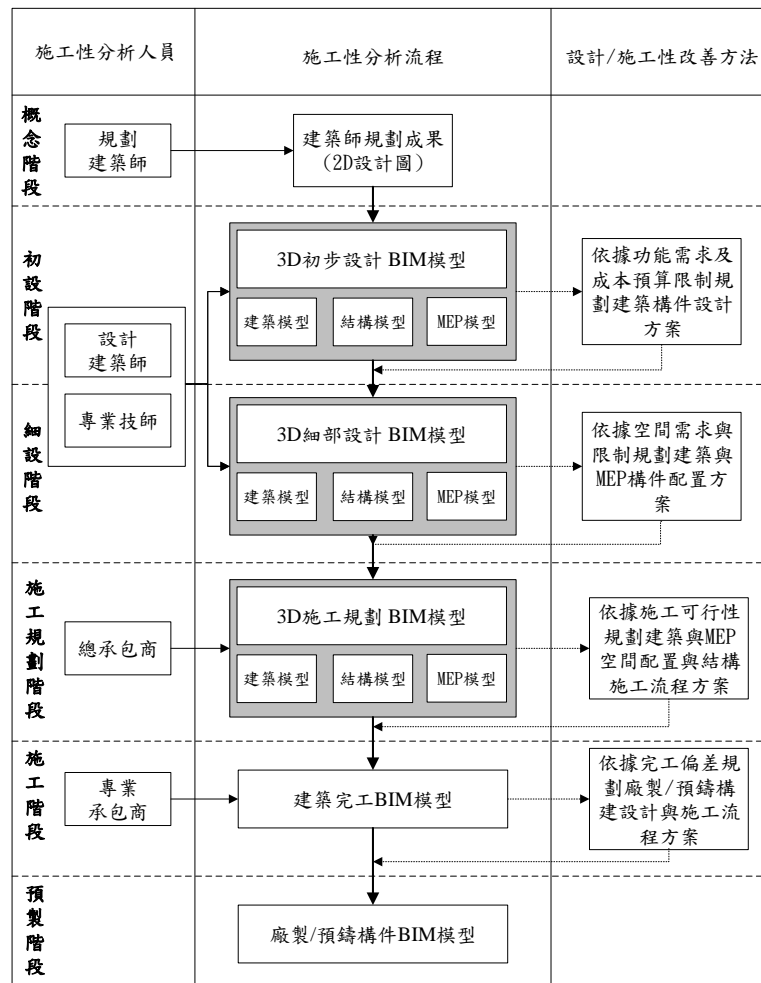 施工性分析人員
施工性分析流程
設計/施工性改善方法
概念階段
規劃
建築師
建築師規劃成果
(2D設計圖)
初設階段
3D初步設計 BIM模型
建築模型
結構模型
MEP模型
依據功能需求及
成本預算限制規
劃建築構件設計
方案
設計
建築師
專業技師
細設階段
3D細部設計 BIM模型
建築模型
結構模型
MEP模型
依據空間需求與
限制規劃建築與
MEP構件配置方
案
施工規劃階段
總承包商
3D施工規劃 BIM模型
建築模型
結構模型
MEP模型
依據施工可行性
規劃建築與MEP
空間配置與結構
施工流程方案
施工階段
專業
承包商
建築完工BIM模型
依據完工偏差規
劃廠製/預鑄構
建設計與施工流
程方案
預製階段
廠製/預鑄構件BIM模型